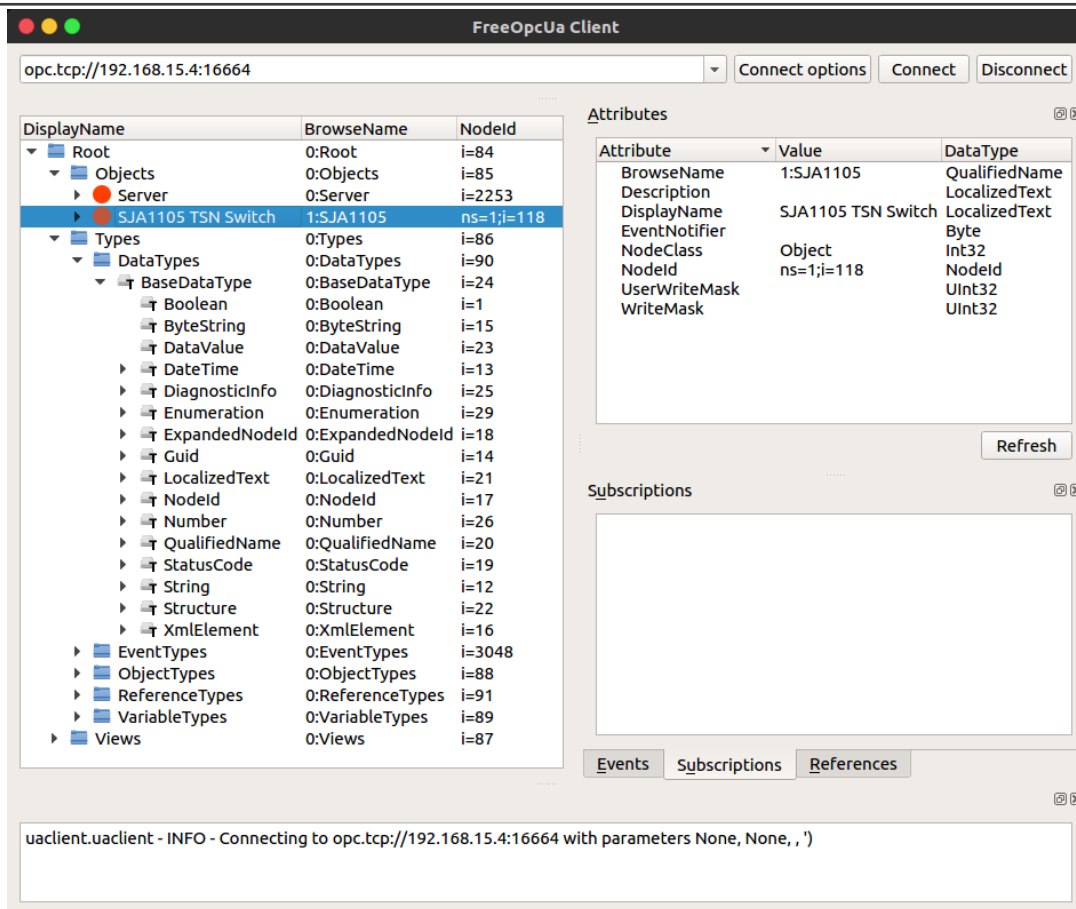 FreeOpcUa Client
opc.tcp://192.168.15.4:16664
Connect options
Connect
Disconnect
DisplayName BrowseName NodeId
Root 0:Root i=84
Objects 0:Objects i=85
Server 0:Server i=2253
SJA1105 TSN Switch 1:SJA1105 ns=1;i=118
Types 0:Types i=86
DataTypes 0:DataTypes i=90
BaseDataType 0:BaseDataType i=24
Boolean 0:Boolean i=1
ByteString 0:ByteString i=15
DataValue 0:DataValue i=23
DateTime 0:DateTime i=13
DiagnosticInfo 0:DiagnosticInfo i=25
Enumeration 0:Enumeration i=29
ExpandedNodeId 0:ExpandedNodeId i=18
Guid 0:Guid i=14
LocalizedText 0:LocalizedText i=21
NodeId 0:NodeId i=17
Number 0:Number i=26
QualifiedName 0:QualifiedName i=20
StatusCode 0:StatusCode i=19
String 0:String i=12
Structure 0:Structure i=22
XmlElement 0:XmlElement i=16
EventTypes 0:EventTypes i=3048
ObjectTypes 0:ObjectTypes i=88
ReferenceTypes 0:ReferenceTypes i=91
VariableTypes 0:VariableTypes i=89
Views 0:Views i=87
Attributes
Attribute Value DataType
BrowseName 1:SJA1105 QualifiedName
Description LocalizedText
DisplayName SJA1105 TSN Switch LocalizedText
EventNotifier Byte
NodeClass Object Int32
NodeId ns=1;i=118 NodeId
UserWriteMask UInt32
WriteMask UInt32
Refresh
Subscriptions
Events
Subscriptions
References
uaclient.uaclient - INFO - Connecting to opc.tcp://192.168.15.4:16664 with parameters None, None, , ')